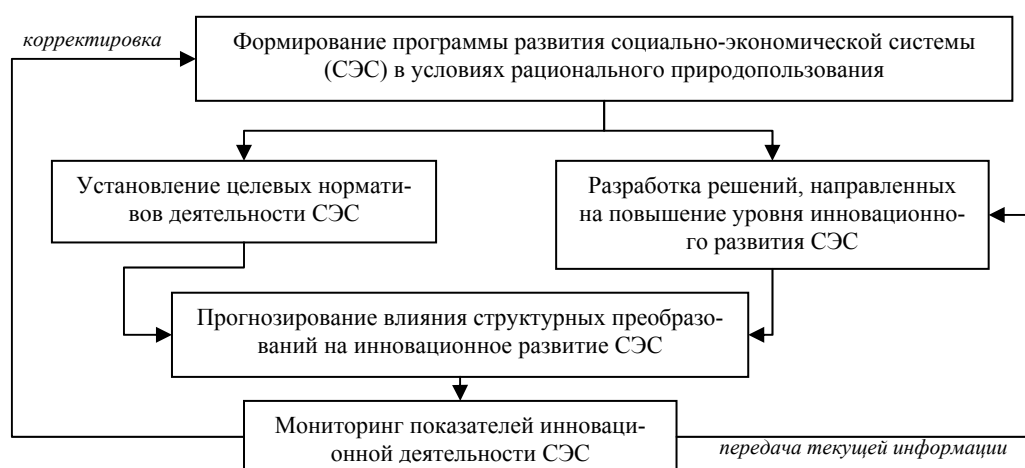 корректировка
Формирование программы развития социально-экономической системы
(СЭС) в условиях рационального природопользования
Установление целевых нормати-
вов деятельности СЭС
Разработка решений, направленных
на повышение уровня инновационно-
го развития СЭС
Прогнозирование влияния структурных преобразо-
ваний на инновационное развитие СЭС
Мониторинг показателей инноваци-
онной деятельности СЭС
передача текущей информации